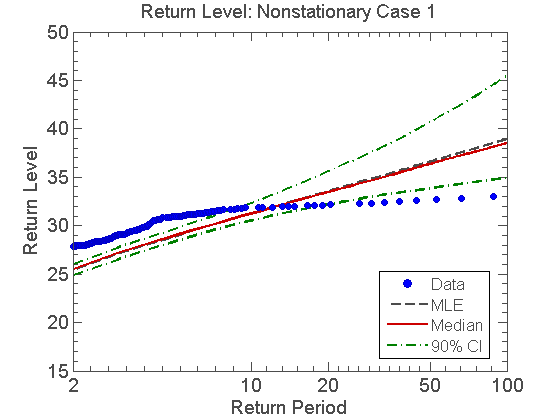 Return Level: Nonstationary Case 1
50
45
40
35
30
25
20
15
Return Level
Data
MLE
Median
90% CI
2
10
20
50
100
Return Period